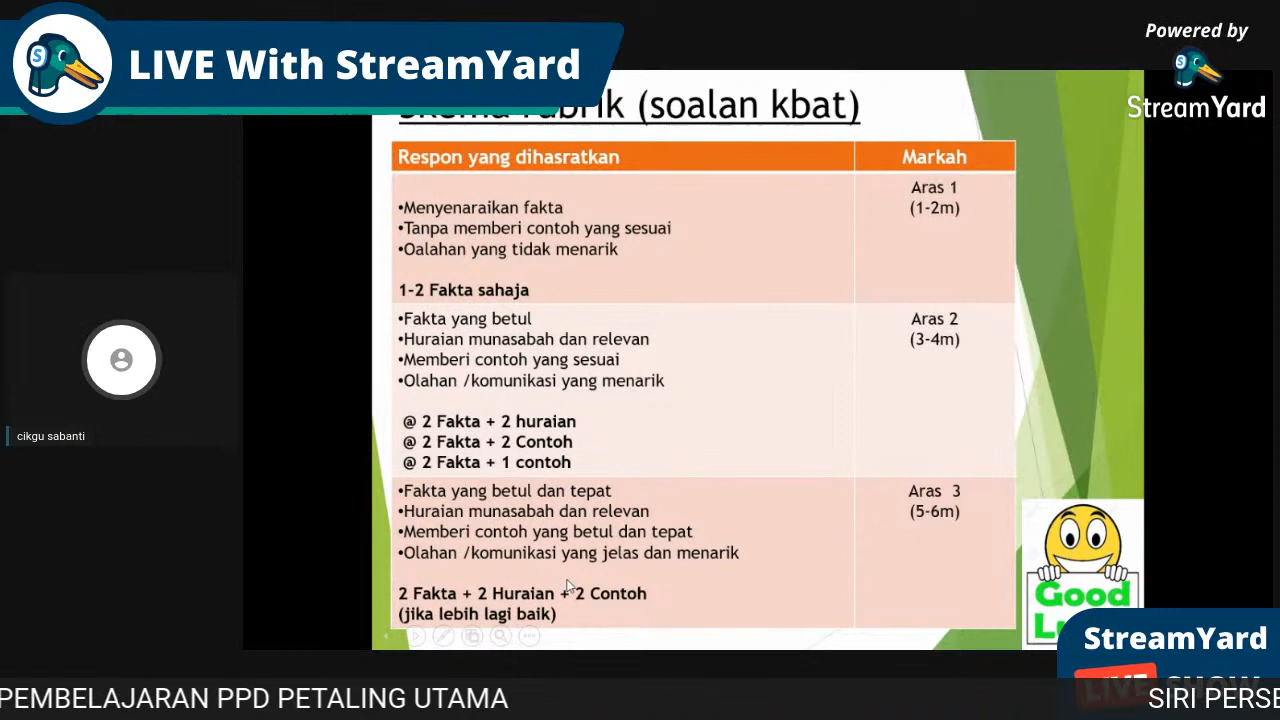 LIVE With StreamYard
Powered by
StreamYard
rubrik (soalan kbat)
Respon yang dihasratkan
Markah
•Menyenaraikan fakta
•Tanpa memberi contoh yang sesuai
•Oalahan yang tidak menarik
1-2 Fakta sahaja
Aras 1
(1-2m)
•Fakta yang betul
•Huraian munasabah dan relevan
•Memberi contoh yang sesuai
•Olahan /komunikasi yang menarik
@ 2 Fakta + 2 huraian
@ 2 Fakta + 2 Contoh
@ 2 Fakta + 1 contoh
Aras 2
(3-4m)
•Fakta yang betul dan tepat
•Huraian munasabah dan relevan
•Memberi contoh yang betul dan tepat
•Olahan /komunikasi yang jelas dan menarik
2 Fakta + 2 Huraian + 2 Contoh
(jika lebih lagi baik)
Aras 3
(5-6m)
cikgu sabanti
Good
StreamYard
LIVE SHOW
PEMBELAJARAN PPD PETALING UTAMA
SIRI PERSE